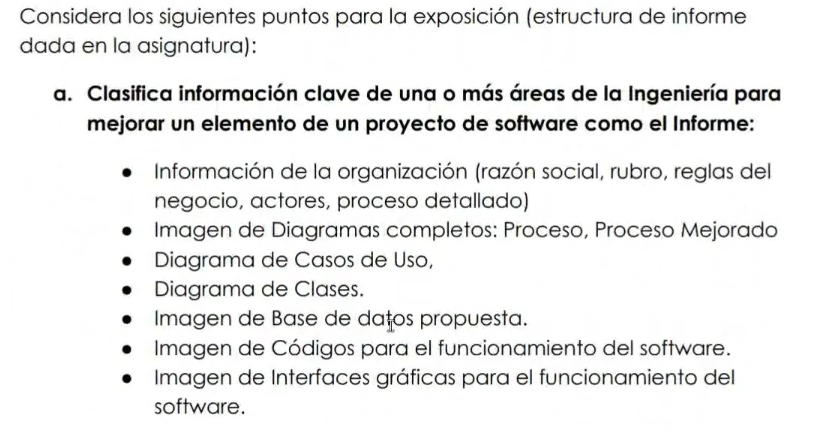 Considera los siguientes puntos para la exposición (estructura de informe
dada en la asignatura):
a. Clasifica información clave de una o más áreas de la Ingeniería para
mejorar un elemento de un proyecto de software como el Informe:
• Información de la organización (razón social, rubro, reglas del
negocio, actores, proceso detallado)
• Imagen de Diagramas completos: Proceso, Proceso Mejorado
• Diagrama de Casos de Uso,
• Diagrama de Clases.
• Imagen de Base de datos propuesta.
• Imagen de Códigos para el funcionamiento del software.
• Imagen de Interfaces gráficas para el funcionamiento del
software.